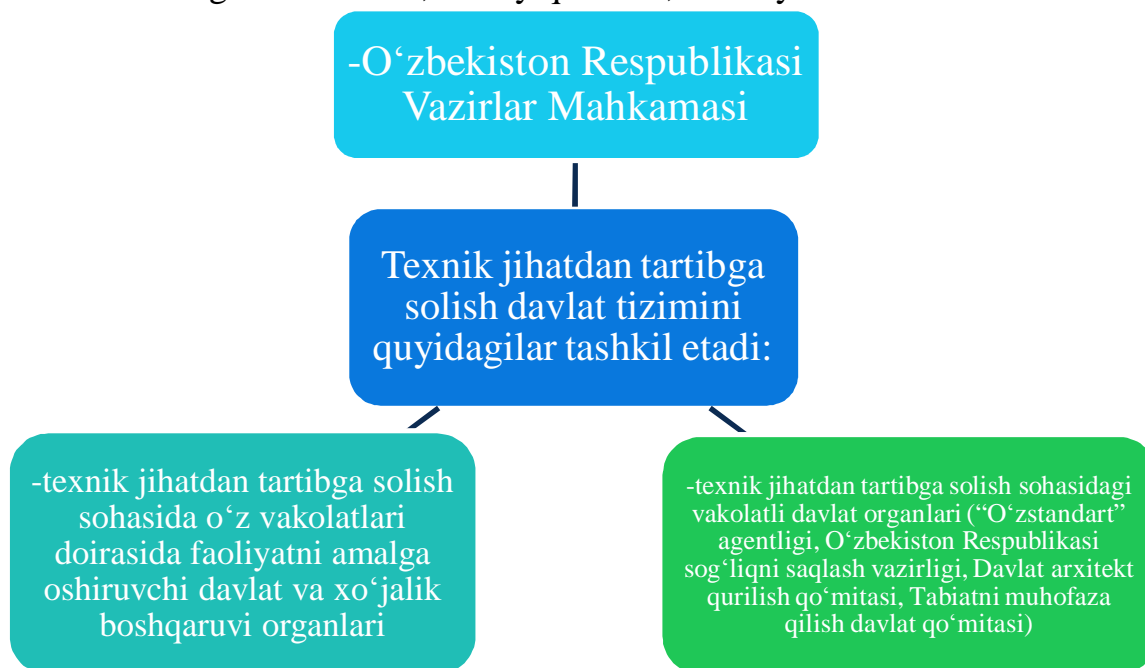 -O‘zbekiston Respublikasi
Vazirlar Mahkamasi
Texnik jihatdan tartibga
solish davlat tizimini
quyidagilar tashkil etadi:
-texnik jihatdan tartibga solish
sohasida o‘z vakolatlari
doirasida faoliyatni amalga
oshiruvchi davlat va xo‘jalik
boshqaruvi organlari
-texnik jihatdan tartibga solish sohasidagi
vakolatli davlat organlari (“O‘zstandart”
agentligi, O‘zbekiston Respublikasi
sog‘liqni saqlash vazirligi, Davlat arxitekt
qurilish qo‘mitasi, Tabiatni muhofaza
qilish davlat qo‘mitasi)